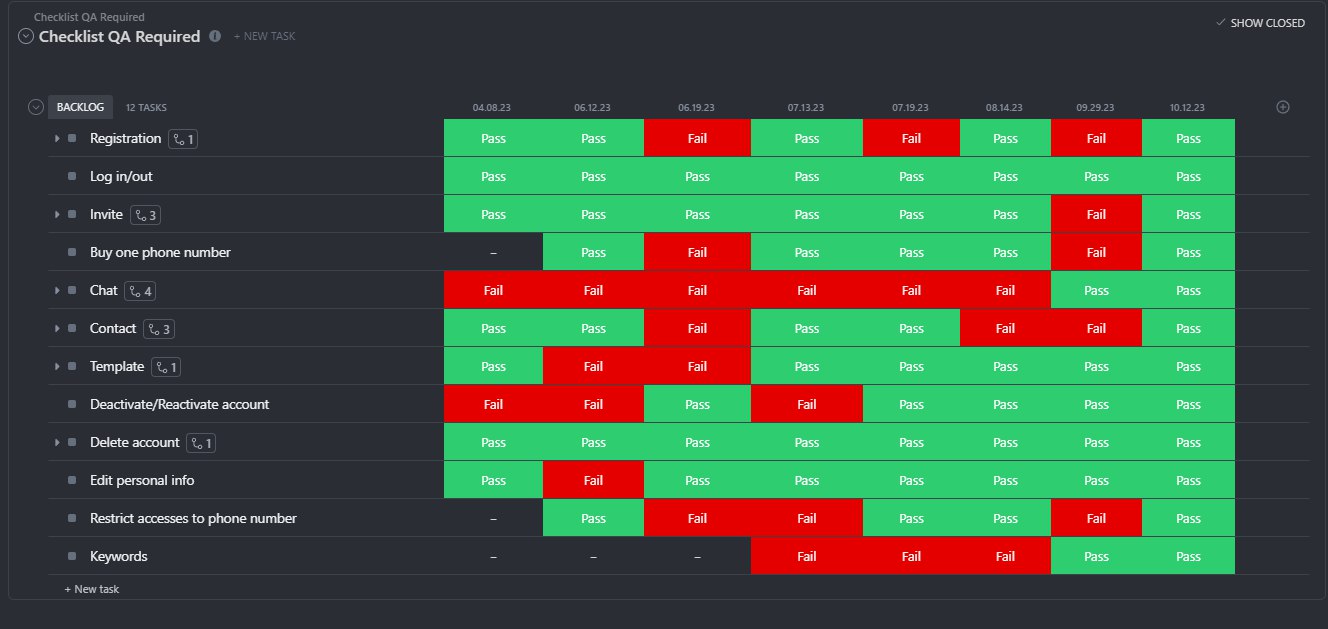 Checklist QA Required
Checklist QA Required + NEW TASK
SHOW CLOSED
BACKLOG 12 TASKS 04.08.23 06.12.23 06.19.23 07.13.23 07.19.23 08.14.23 09.29.23 10.12.23
Registration 1 Pass Pass Fail Pass Fail Pass Fail Pass
Log in/out Pass Pass Pass Pass Pass Pass Pass Pass
Invite 3 Pass Pass Pass Pass Pass Pass Fail Pass
Buy one phone number – Pass Fail Pass Pass Pass Fail Pass
Chat 4 Fail Fail Fail Fail Fail Fail Pass Pass
Contact 3 Pass Pass Fail Pass Pass Fail Fail Pass
Template 1 Pass Fail Fail Pass Pass Pass Pass Pass
Deactivate/Reactivate account Fail Fail Pass Fail Pass Pass Pass Pass
Delete account 1 Pass Pass Pass Pass Pass Pass Pass Pass
Edit personal info Pass Fail Pass Pass Pass Pass Pass Pass
Restrict accesses to phone number – Pass Fail Fail Pass Pass Fail Pass
Keywords – – – Fail Fail Fail Pass Pass
+ New task